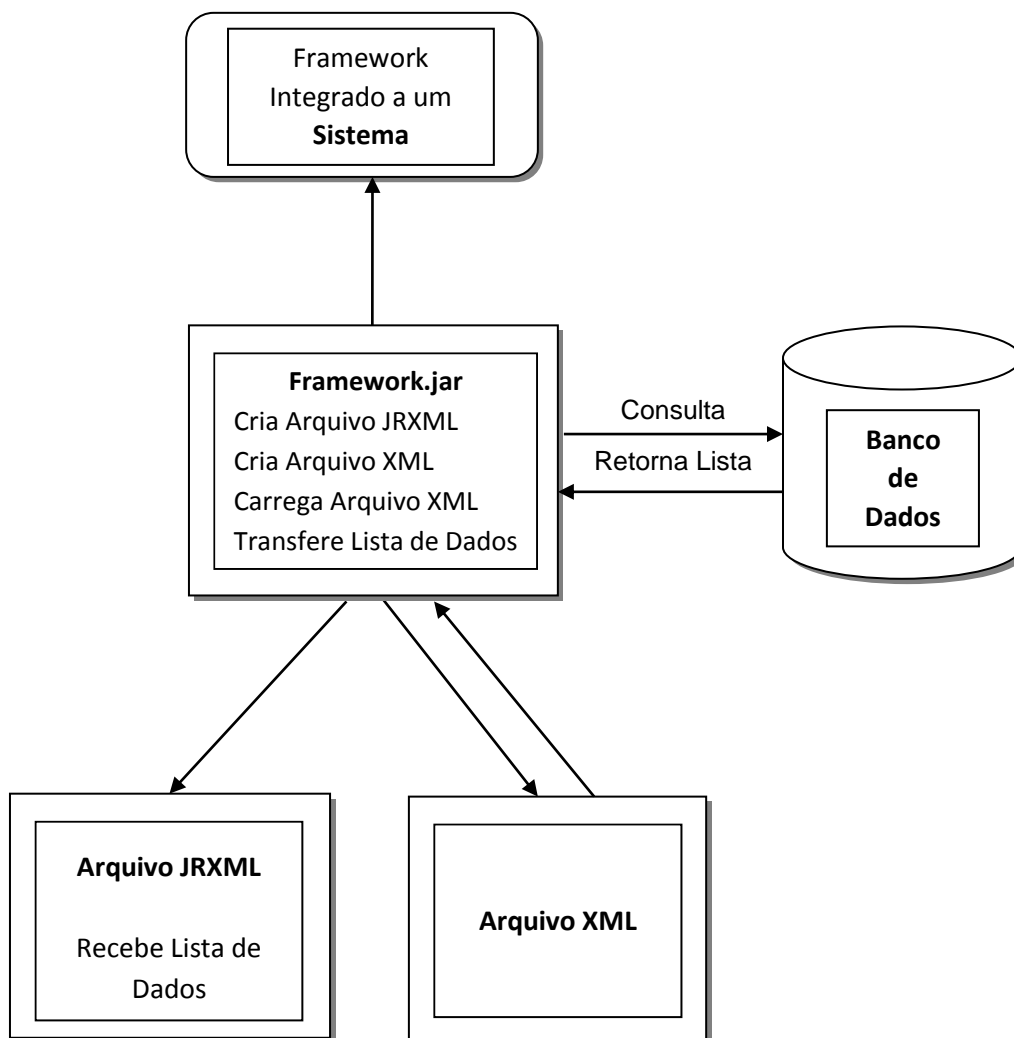 Framework
Integrado a um
Sistema
Framework.jar
Cria Arquivo JRXML
Cria Arquivo XML
Carrega Arquivo XML
Transfere Lista de Dados
Consulta
Retorna Lista
Banco
de
Dados
Arquivo JRXML
Recebe Lista de
Dados
Arquivo XML